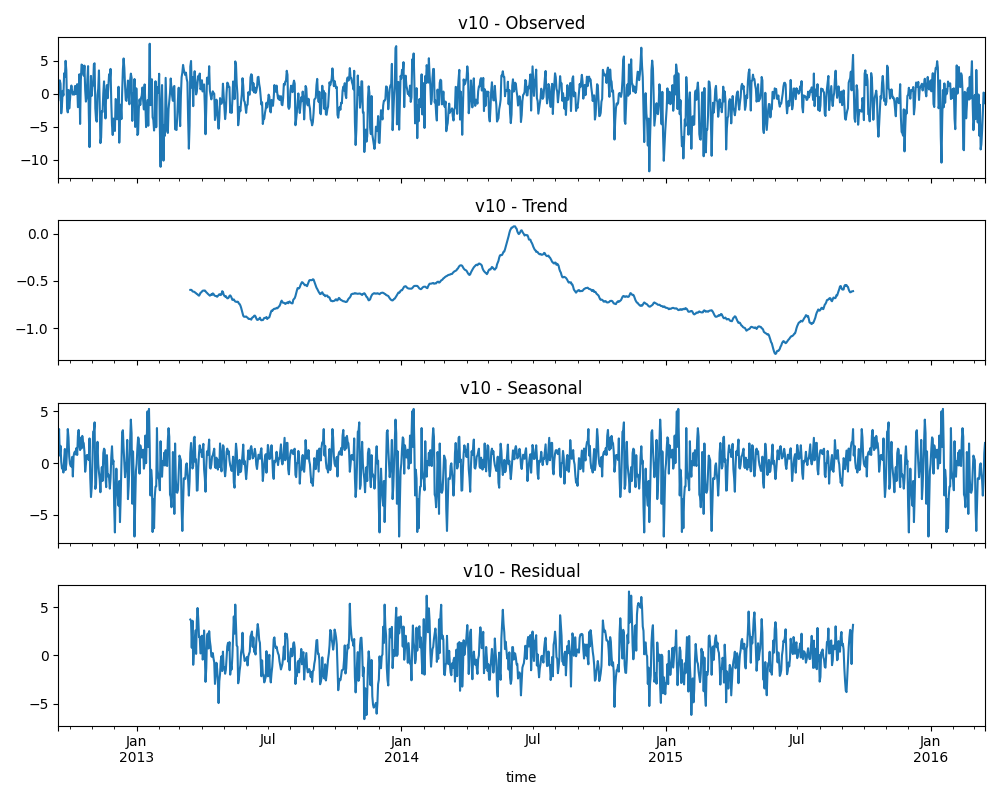 v10 - Observed
5
0
−5
−10
v10 - Trend
0.0
−0.5
−1.0
v10 - Seasonal
5
0
−5
v10 - Residual
5
0
−5
Jan Jul Jan Jul Jan Jul Jan
2013 2014 2015 2016
time